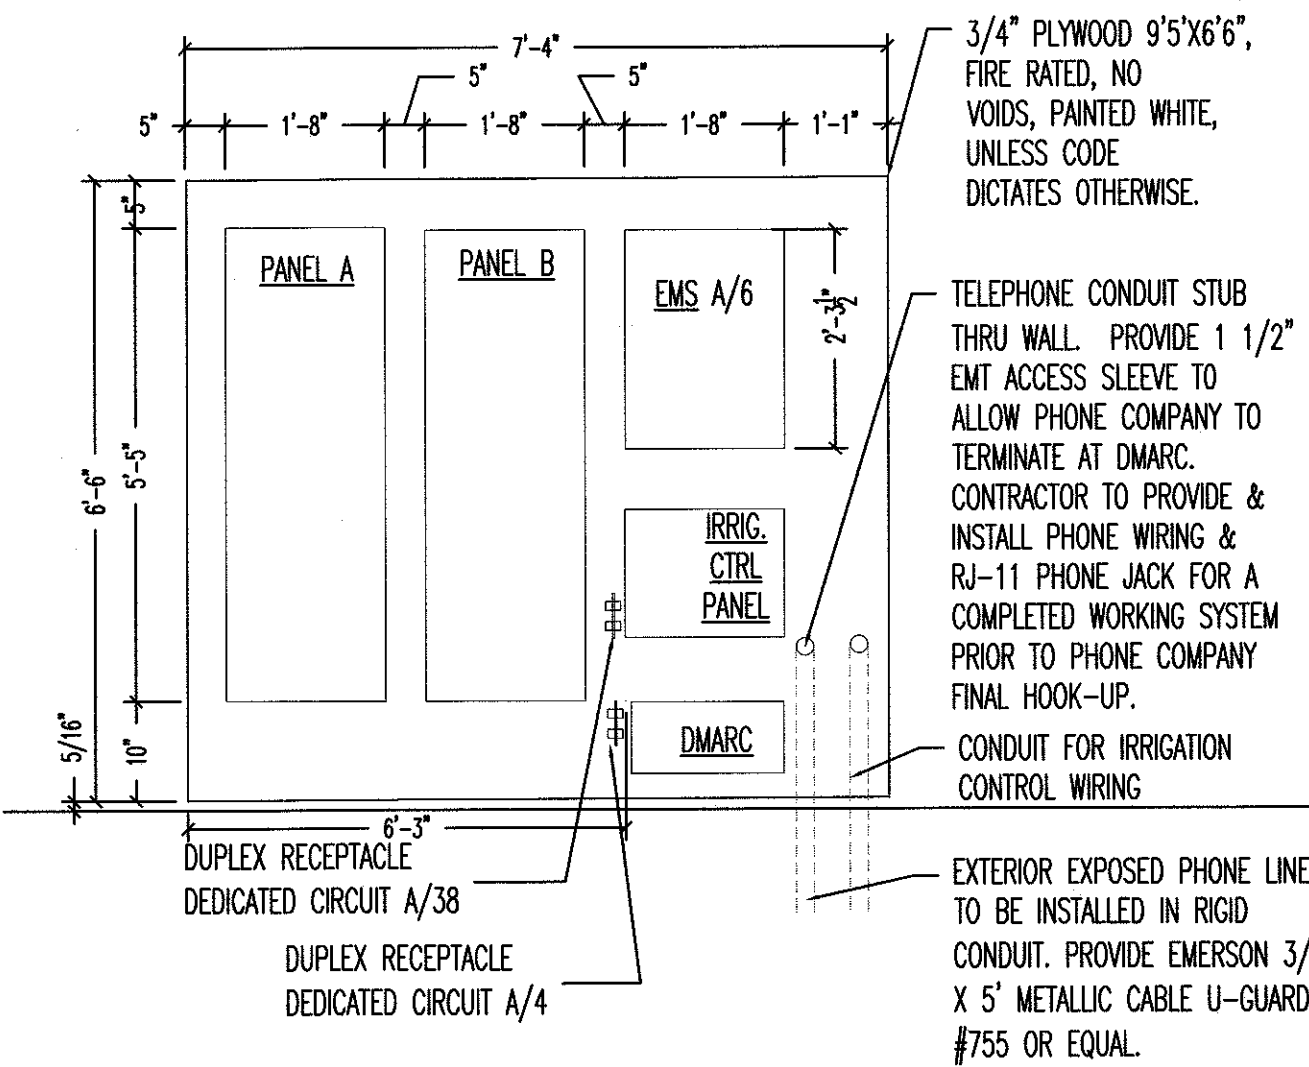 7'-4"
5"
5"
5"
1'-8"
1'-8"
1'-8"
1'-1"
3/4" PLYWOOD 9'5'X6'6",
FIRE RATED, NO
VOIDS, PAINTED WHITE,
UNLESS CODE
DICTATES OTHERWISE.
5"
6'-6"
5'-5"
10"
5/16"
PANEL A
PANEL B
EMS A/6
2'-3 1/2"
IRRIG.
CTRL
PANEL
DMARC
TELEPHONE CONDUIT STUB
THRU WALL. PROVIDE 1 1/2"
EMT ACCESS SLEEVE TO
ALLOW PHONE COMPANY TO
TERMINATE AT DMARC.
CONTRACTOR TO PROVIDE &
INSTALL PHONE WIRING &
RJ-11 PHONE JACK FOR A
COMPLETED WORKING SYSTEM
PRIOR TO PHONE COMPANY
FINAL HOOK-UP.
CONDUIT FOR IRRIGATION
CONTROL WIRING
6'-3"
DUPLEX RECEPTACLE
DEDICATED CIRCUIT A/38
DUPLEX RECEPTACLE
DEDICATED CIRCUIT A/4
EXTERIOR EXPOSED PHONE LINE
TO BE INSTALLED IN RIGID
CONDUIT. PROVIDE EMERSON 3/
X 5' METALLIC CABLE U-GUARD
#755 OR EQUAL.